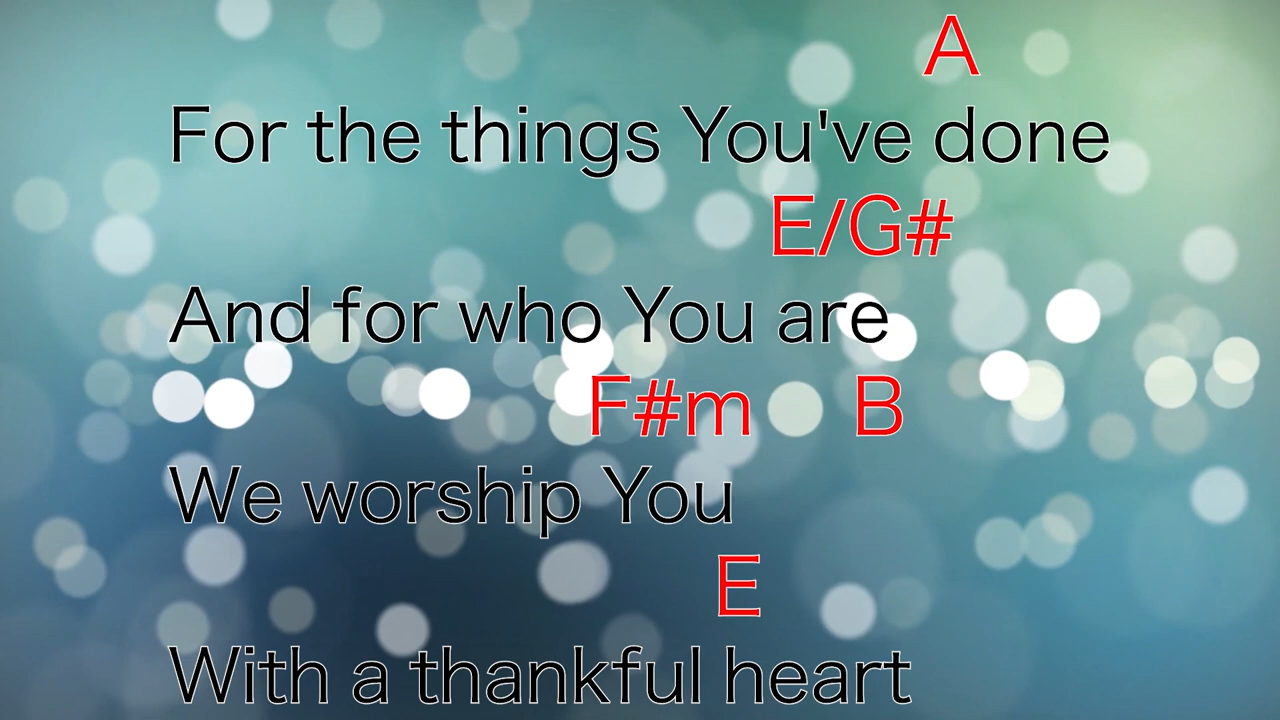 A
For the things You've done
E/G#
And for who You are
F#m B
We worship You
E
With a thankful heart